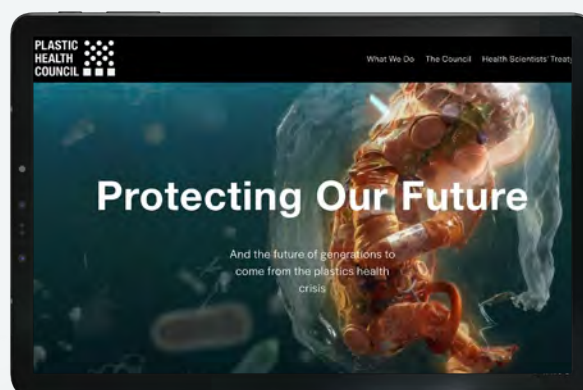 PLASTIC
HEALTH
COUNCIL
What We Do The Council Health Scientists' Treaty
Protecting Our Future
And the future of generations to
come from the plastics health
crisis